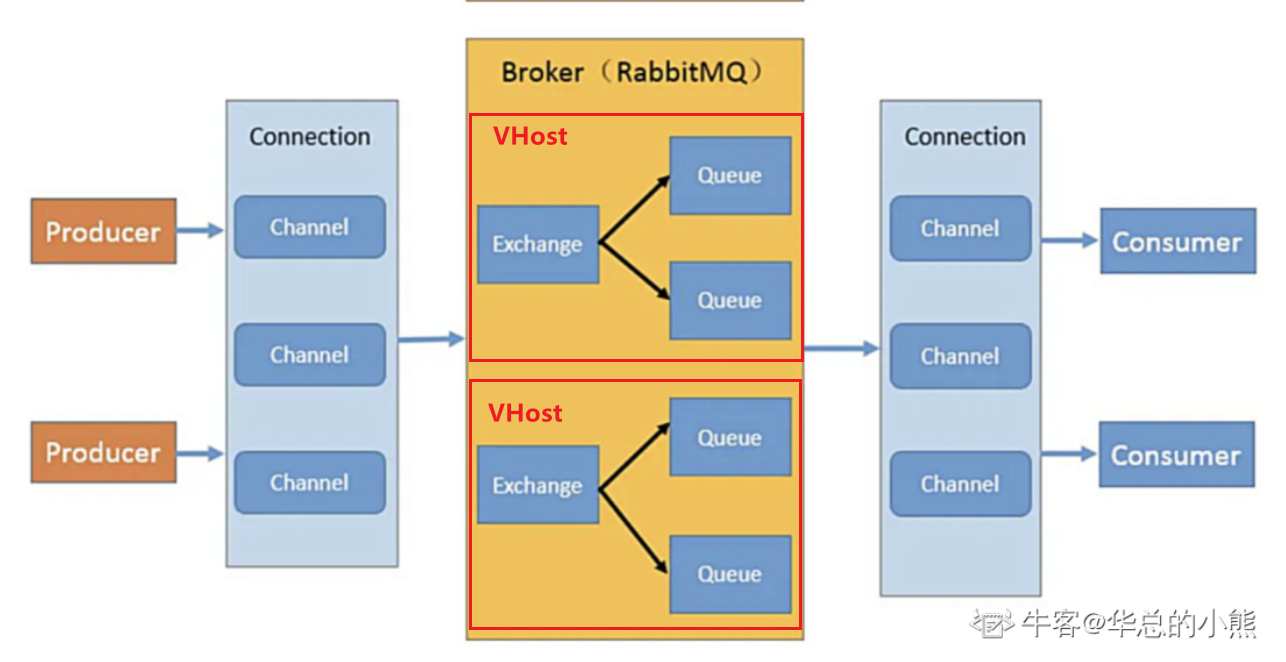 Broker（RabbitMQ）
Connection
Channel
Channel
Channel
Producer
Producer
VHost
Exchange
Queue
Queue
VHost
Exchange
Queue
Queue
Connection
Channel
Channel
Channel
Consumer
Consumer
牛客@华总的小熊